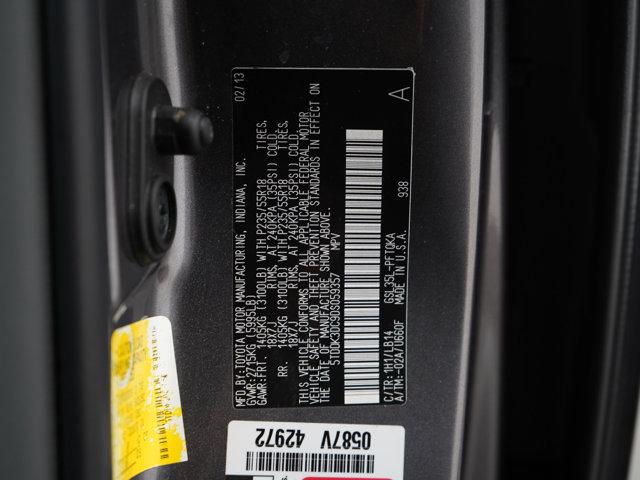 MFD.BY:TOYOTA MOTOR MANUFACTURING, INDIANA, INC. 02/13
GVWR: 2715KG (5995LB)
GAWR:FRT. 1405KG (3100LB) WITH P235/55R18 TIRES,
18X7J RIMS, AT 240KPA (35PSI) COLD.
RR. 1405KG (3100LB) WITH P235/55R18 TIRES,
18X7J RIMS, AT 240KPA (35PSI) COLD.
THIS VEHICLE CONFORMS TO ALL APPLICABLE FEDERAL MOTOR
VEHICLE SAFETY AND THEFT PREVENTION STANDARDS IN EFFECT ON
THE DATE OF MANUFACTURE SHOWN ABOVE.
5TDDK3DC9DS059357 MPV
C/TR:1H1/LB14 GSL35L-PFTQKA
A/TM:-02A/U660F MADE IN U.S.A. 938 A
0587V 42972